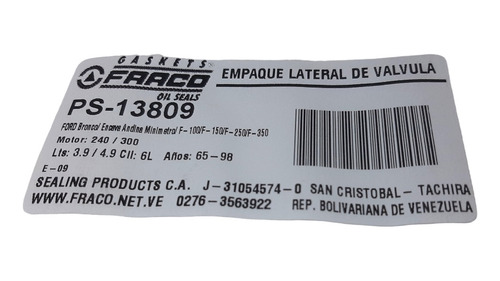 GASKETS
FRACO
OIL SEALS
EMPAQUE LATERAL DE VALVULA
PS-13809
FORD Bronco/ Encava Andino Minimetro/ F-100/F-150/F-250/F-350
Motor: 240 / 300
Lts: 3.9 / 4.9 Cil: 6L Años: 65-98
E-09
SEALING PRODUCTS C.A. J-31054574-0 SAN CRISTOBAL - TACHIRA
WWW.FRACO.NET.VE 0276-3563922 REP. BOLIVARIANA DE VENEZUELA